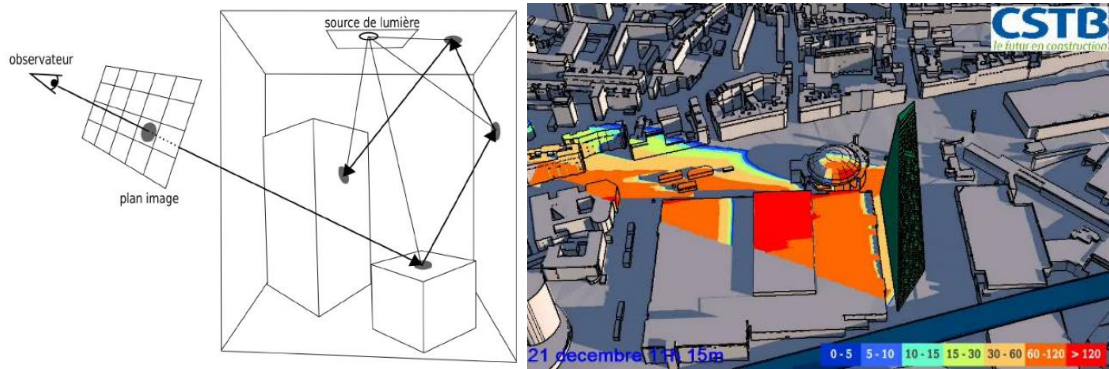 source de lumière
observateur
plan image
CSTB
le futur en construction
21 decembre 11h 15m
0 - 5
5 - 10
10 - 15
15 - 30
30 - 60
60 -120
> 120